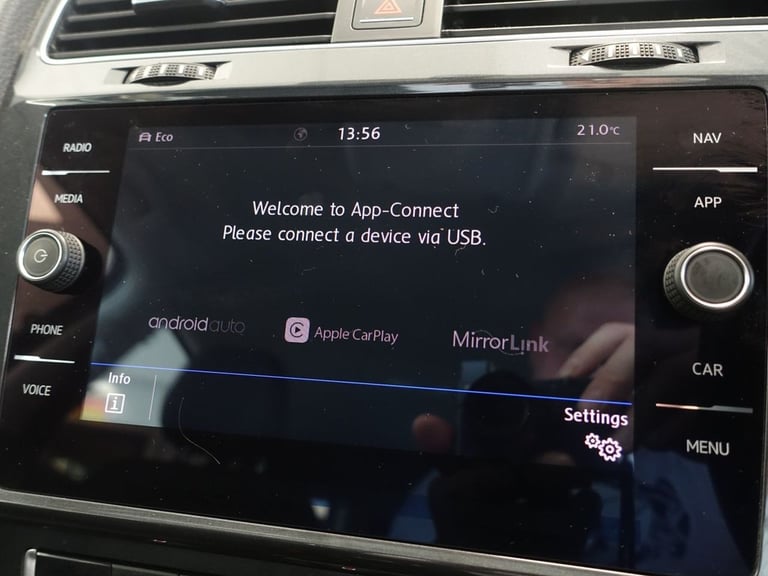 RADIO
MEDIA
PHONE
VOICE
Eco
13:56
21.0°C
Welcome to App-Connect
Please connect a device via USB.
androidauto
Apple CarPlay
MirrorLink
Info
i
Settings
NAV
APP
CAR
MENU